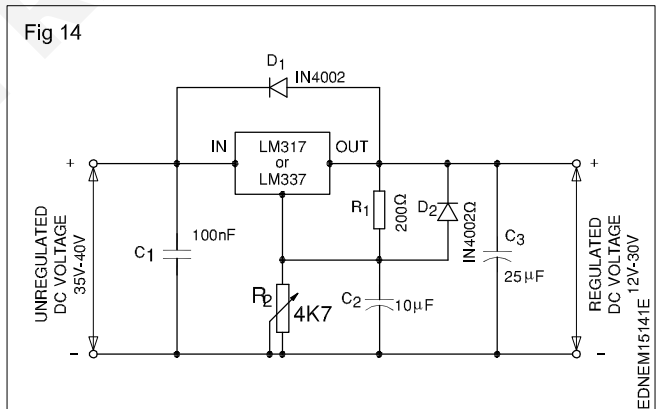 Fig 14
D1
IN4002
IN
LM317
or
LM337
OUT
+
+
UNREGULATED
DC VOLTAGE
35V-40V
C1
100nF
R1
200Ω
D2
IN4002Ω
C3
25µF
R2
4K7
C2
10µF
REGULATED
DC VOLTAGE
12V-30V
–
–
EDNEM15141E